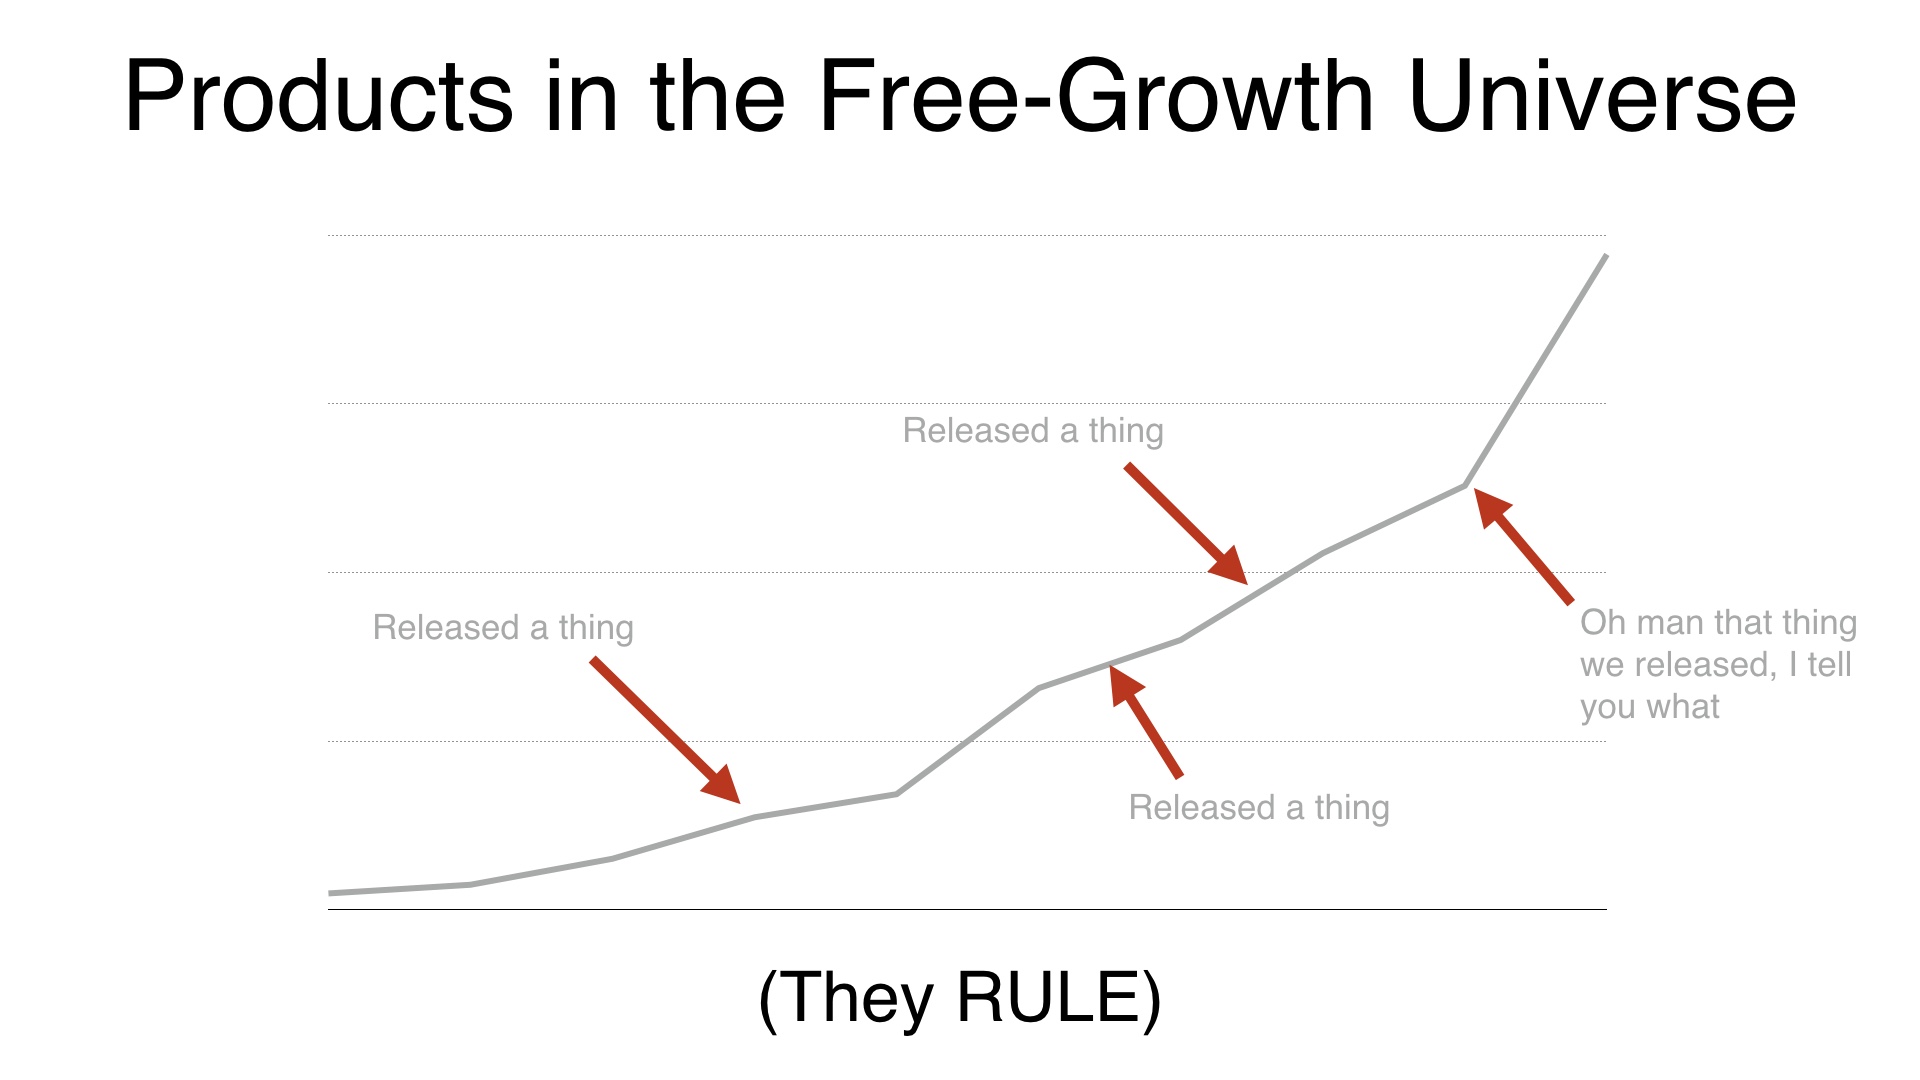 Products in the Free-Growth Universe
Released a thing
Released a thing
Oh man that thing
we released, I tell
you what
Released a thing
(They RULE)